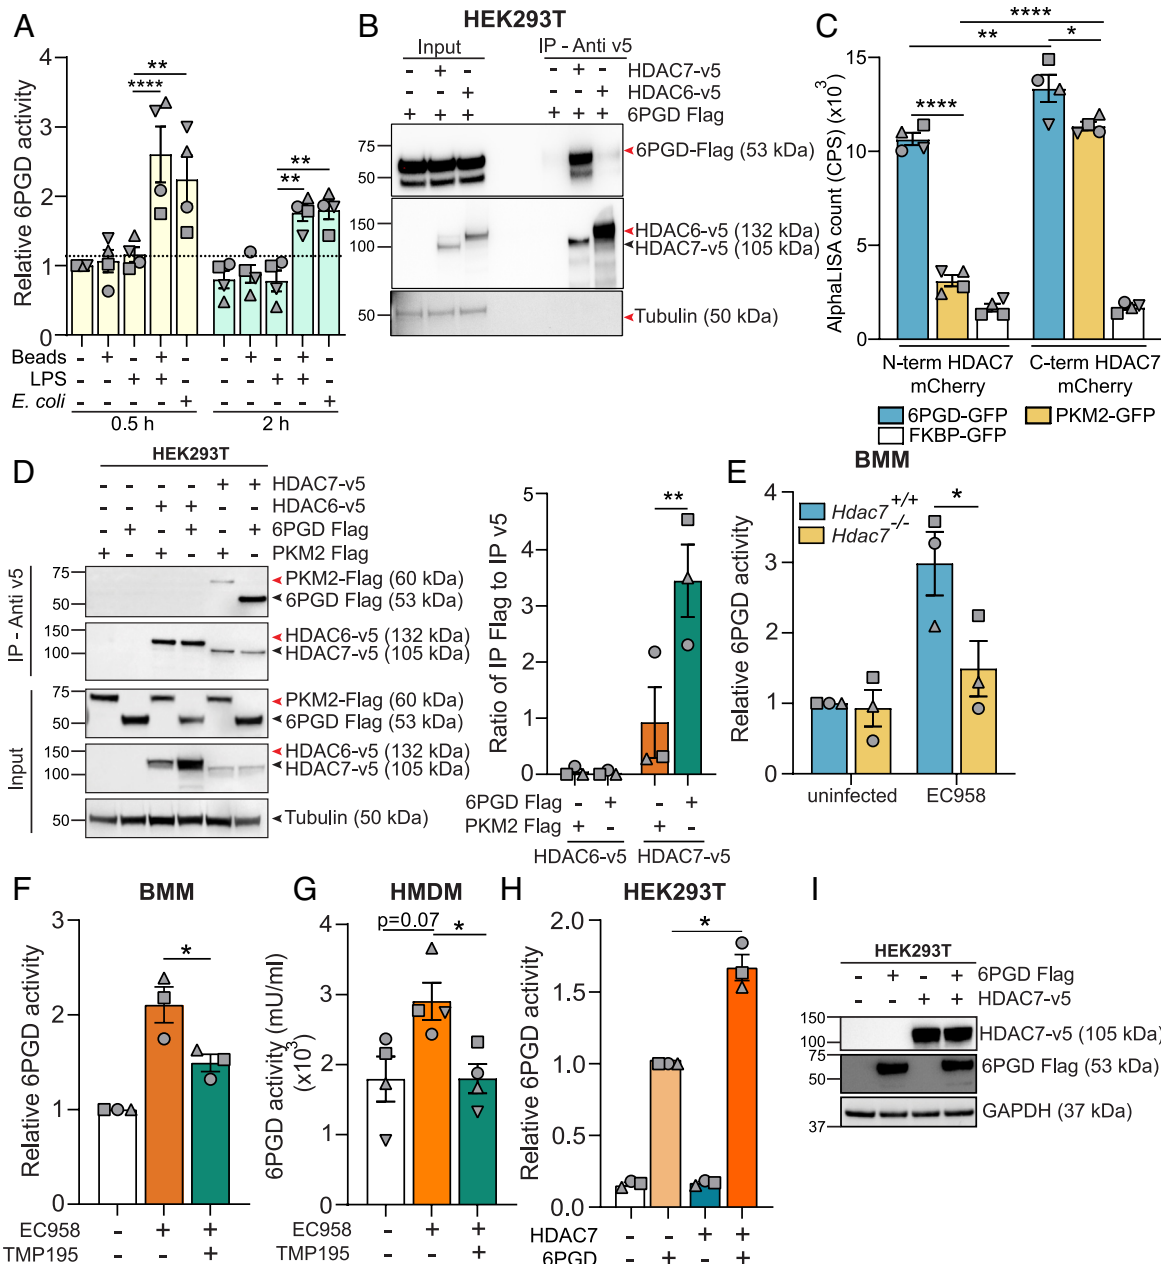 A
Relative 6PGD activity
4
3
2
1
0
**
****
**
**
Beads - + - + - - + - + -
LPS - - + + - - - + + -
E. coli - - - - + - - - - +
0.5 h 2 h
B
HEK293T
Input IP - Anti v5
- + - - + - HDAC7-v5
- - + - - + HDAC6-v5
+ + + + + + 6PGD Flag
75
50
6PGD-Flag (53 kDa)
150
100
HDAC6-v5 (132 kDa)
HDAC7-v5 (105 kDa)
50
Tubulin (50 kDa)
C
AlphaLISA count (CPS) (x10³)
15
10
5
0
****
** *
****
N-term HDAC7 mCherry
C-term HDAC7 mCherry
6PGD-GFP PKM2-GFP
FKBP-GFP
D
HEK293T
- - - - + + HDAC7-v5
- - + + - - HDAC6-v5
- + - + - + 6PGD Flag
+ - + - + - PKM2 Flag
IP - Anti v5
75
50
PKM2-Flag (60 kDa)
6PGD Flag (53 kDa)
150
100
HDAC6-v5 (132 kDa)
HDAC7-v5 (105 kDa)
Input
75
50
PKM2-Flag (60 kDa)
6PGD Flag (53 kDa)
150
100
HDAC6-v5 (132 kDa)
HDAC7-v5 (105 kDa)
50
Tubulin (50 kDa)
Ratio of IP Flag to IP v5
5
4
3
2
1
0
**
6PGD Flag - + - +
PKM2 Flag + - + -
HDAC6-v5 HDAC7-v5
E
BMM
Relative 6PGD activity
4
3
2
1
0
Hdac7+/+
Hdac7-/-
*
uninfected EC958
F
BMM
Relative 6PGD activity
3
2
1
0
*
EC958 - + +
TMP195 - - +
G
HMDM
6PGD activity (mU/ml) (x10³)
4
3
2
1
0
p=0.07 *
EC958 - + +
TMP195 - - +
H
HEK293T
Relative 6PGD activity
2.0
1.5
1.0
0.5
0.0
*
HDAC7 - - + +
6PGD - + - +
I
HEK293T
- + - + 6PGD Flag
- - + + HDAC7-v5
150
100
HDAC7-v5 (105 kDa)
75
50
6PGD Flag (53 kDa)
37
GAPDH (37 kDa)